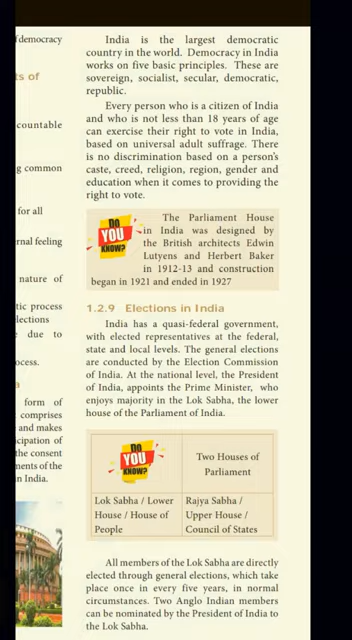 f democracy
ts of
countable
g common
for all
rnal feeling
nature of
tic process
lections
due to
ocess.
a
form of
comprises
and makes
icipation of
the consent
ments of the
in India.
India is the largest democratic
country in the world. Democracy in India
works on five basic principles. These are
sovereign, socialist, secular, democratic,
republic.
Every person who is a citizen of India
and who is not less than 18 years of age
can exercise their right to vote in India,
based on universal adult suffrage. There
is no discrimination based on a person's
caste, creed, religion, region, gender and
education when it comes to providing the
right to vote.
DO
YOU
KNOW?
The Parliament House
in India was designed by
the British architects Edwin
Lutyens and Herbert Baker
in 1912-13 and construction
began in 1921 and ended in 1927
1.2.9 Elections in India
India has a quasi-federal government,
with elected representatives at the federal,
state and local levels. The general elections
are conducted by the Election Commission
of India. At the national level, the President
of India, appoints the Prime Minister, who
enjoys majority in the Lok Sabha, the lower
house of the Parliament of India.
DO
YOU
KNOW?
Two Houses of
Parliament
Lok Sabha / Lower
House / House of
People
Rajya Sabha /
Upper House /
Council of States
All members of the Lok Sabha are directly
elected through general elections, which take
place once in every five years, in normal
circumstances. Two Anglo Indian members
can be nominated by the President of India to
the Lok Sabha.